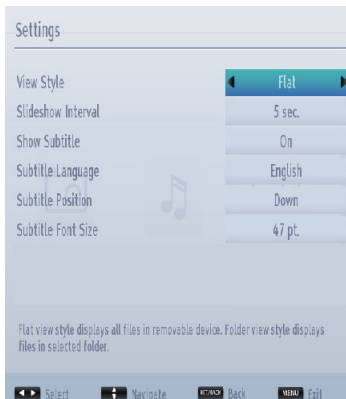 Settings
View Style Flat
Slideshow Interval 5 sec.
Show Subtitle On
Subtitle Language English
Subtitle Position Down
Subtitle Font Size 47 pt.
Flat view style displays all files in removable device. Folder view style displays
files in selected folder.
Select Navigate RET/BACK Back MENU Exit